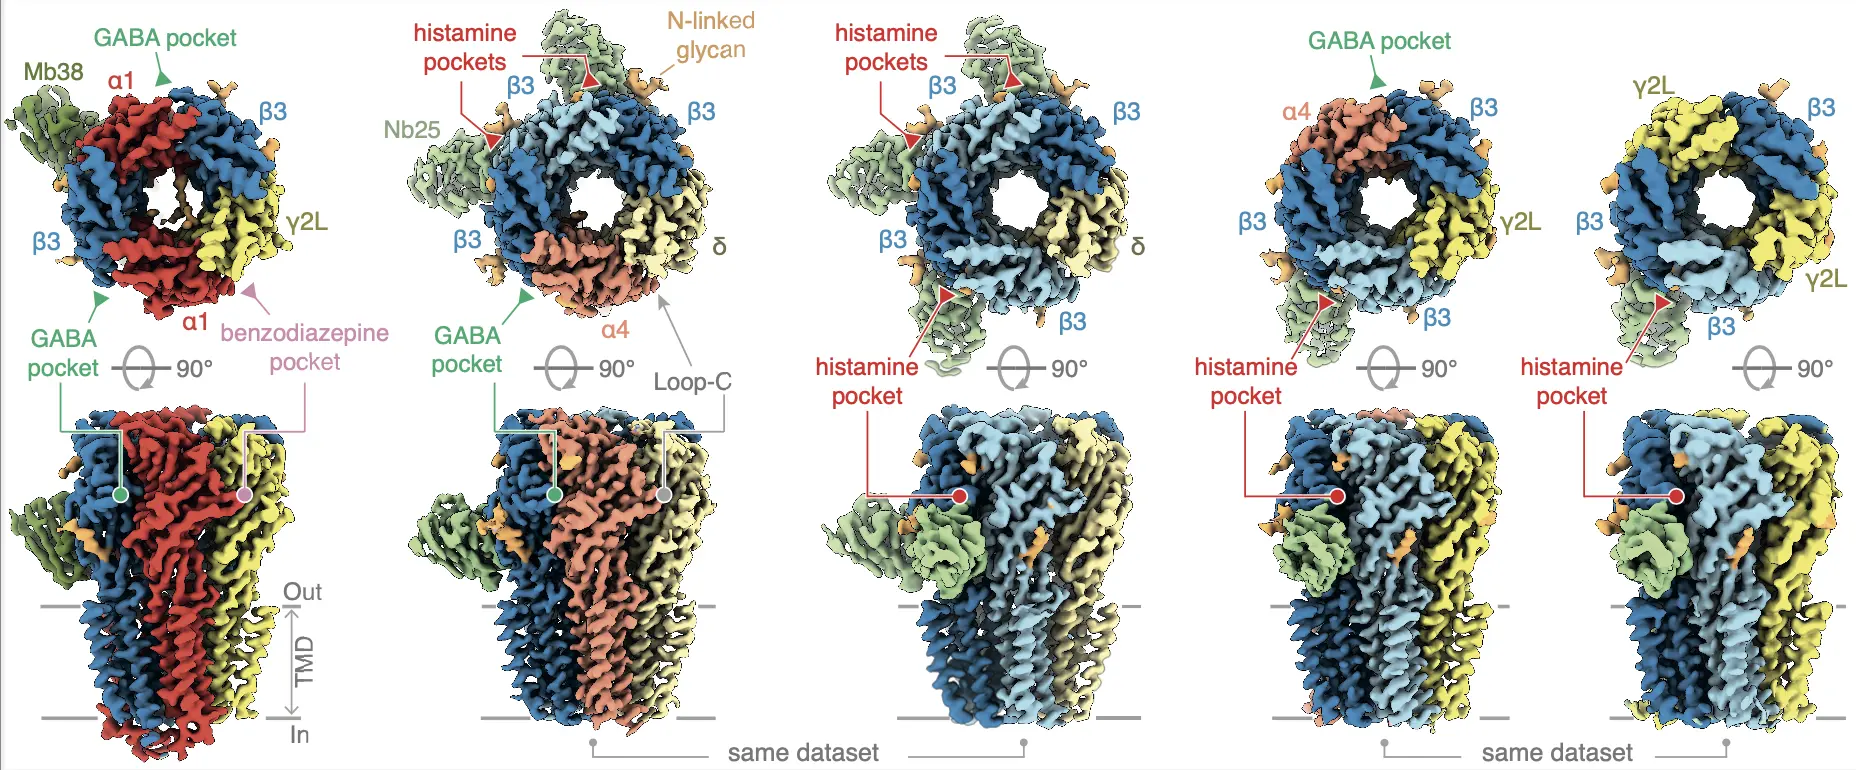 GABA pocket
Mb38
α1
β3
γ2L
β3
α1
GABA
pocket
benzodiazepine
pocket
90°
Out
TMD
In
histamine
pockets
N-linked
glycan
β3
β3
Nb25
β3
δ
α4
GABA
pocket
90°
Loop-C
histamine
pockets
β3
β3
β3
δ
β3
histamine
pocket
90°
same dataset
GABA pocket
α4
β3
β3
γ2L
β3
histamine
pocket
90°
γ2L
β3
β3
γ2L
β3
histamine
pocket
90°
same dataset